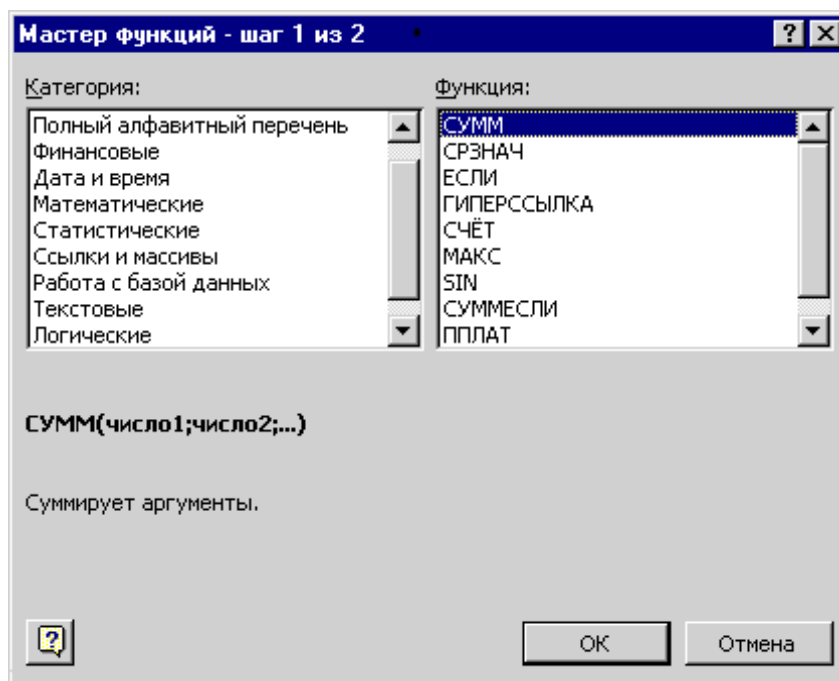 Мастер функций - шаг 1 из 2
Категория:
Полный алфавитный перечень
Финансовые
Дата и время
Математические
Статистические
Ссылки и массивы
Работа с базой данных
Текстовые
Логические
Функция:
СУММ
СРЗНАЧ
ЕСЛИ
ГИПЕРССЫЛКА
СЧЁТ
МАКС
SIN
СУММЕСЛИ
ППЛАТ
СУММ(число1;число2;...)
Суммирует аргументы.
ОК
Отмена